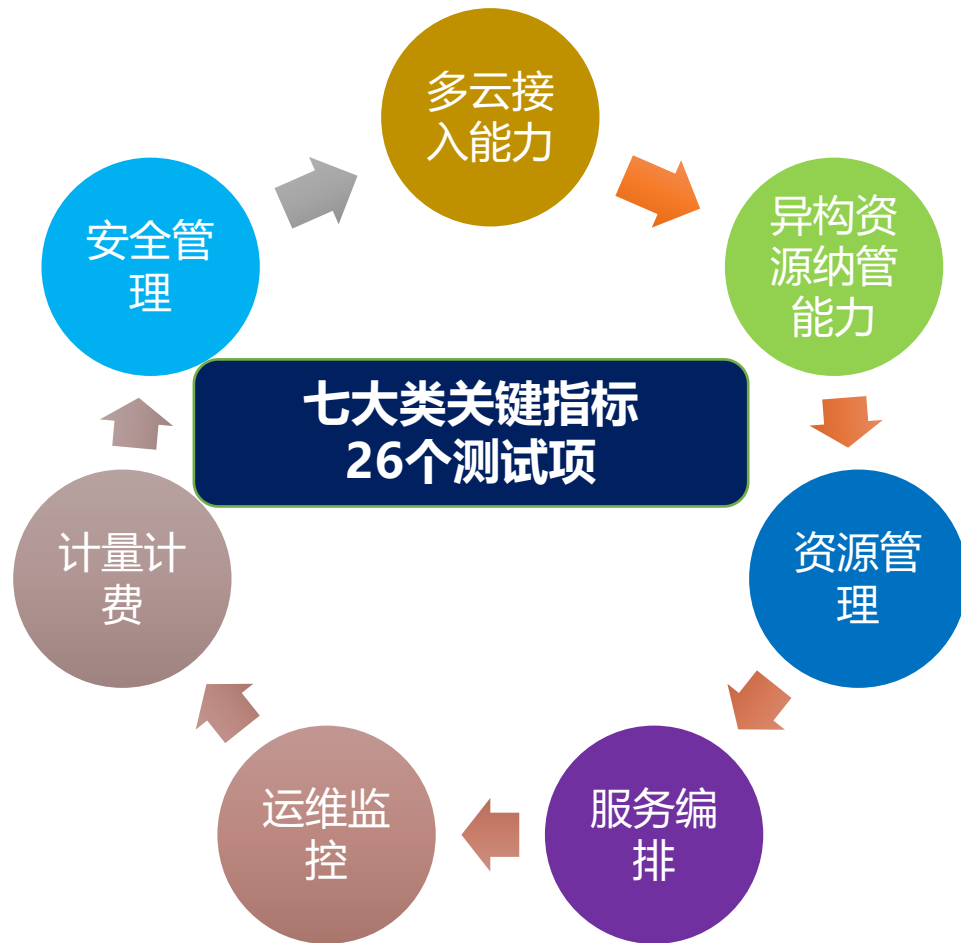 多云接
入能力
异构资
源纳管
能力
资源管
理
服务编
排
运维监
控
计量计
费
安全管
理
七大类关键指标
26个测试项